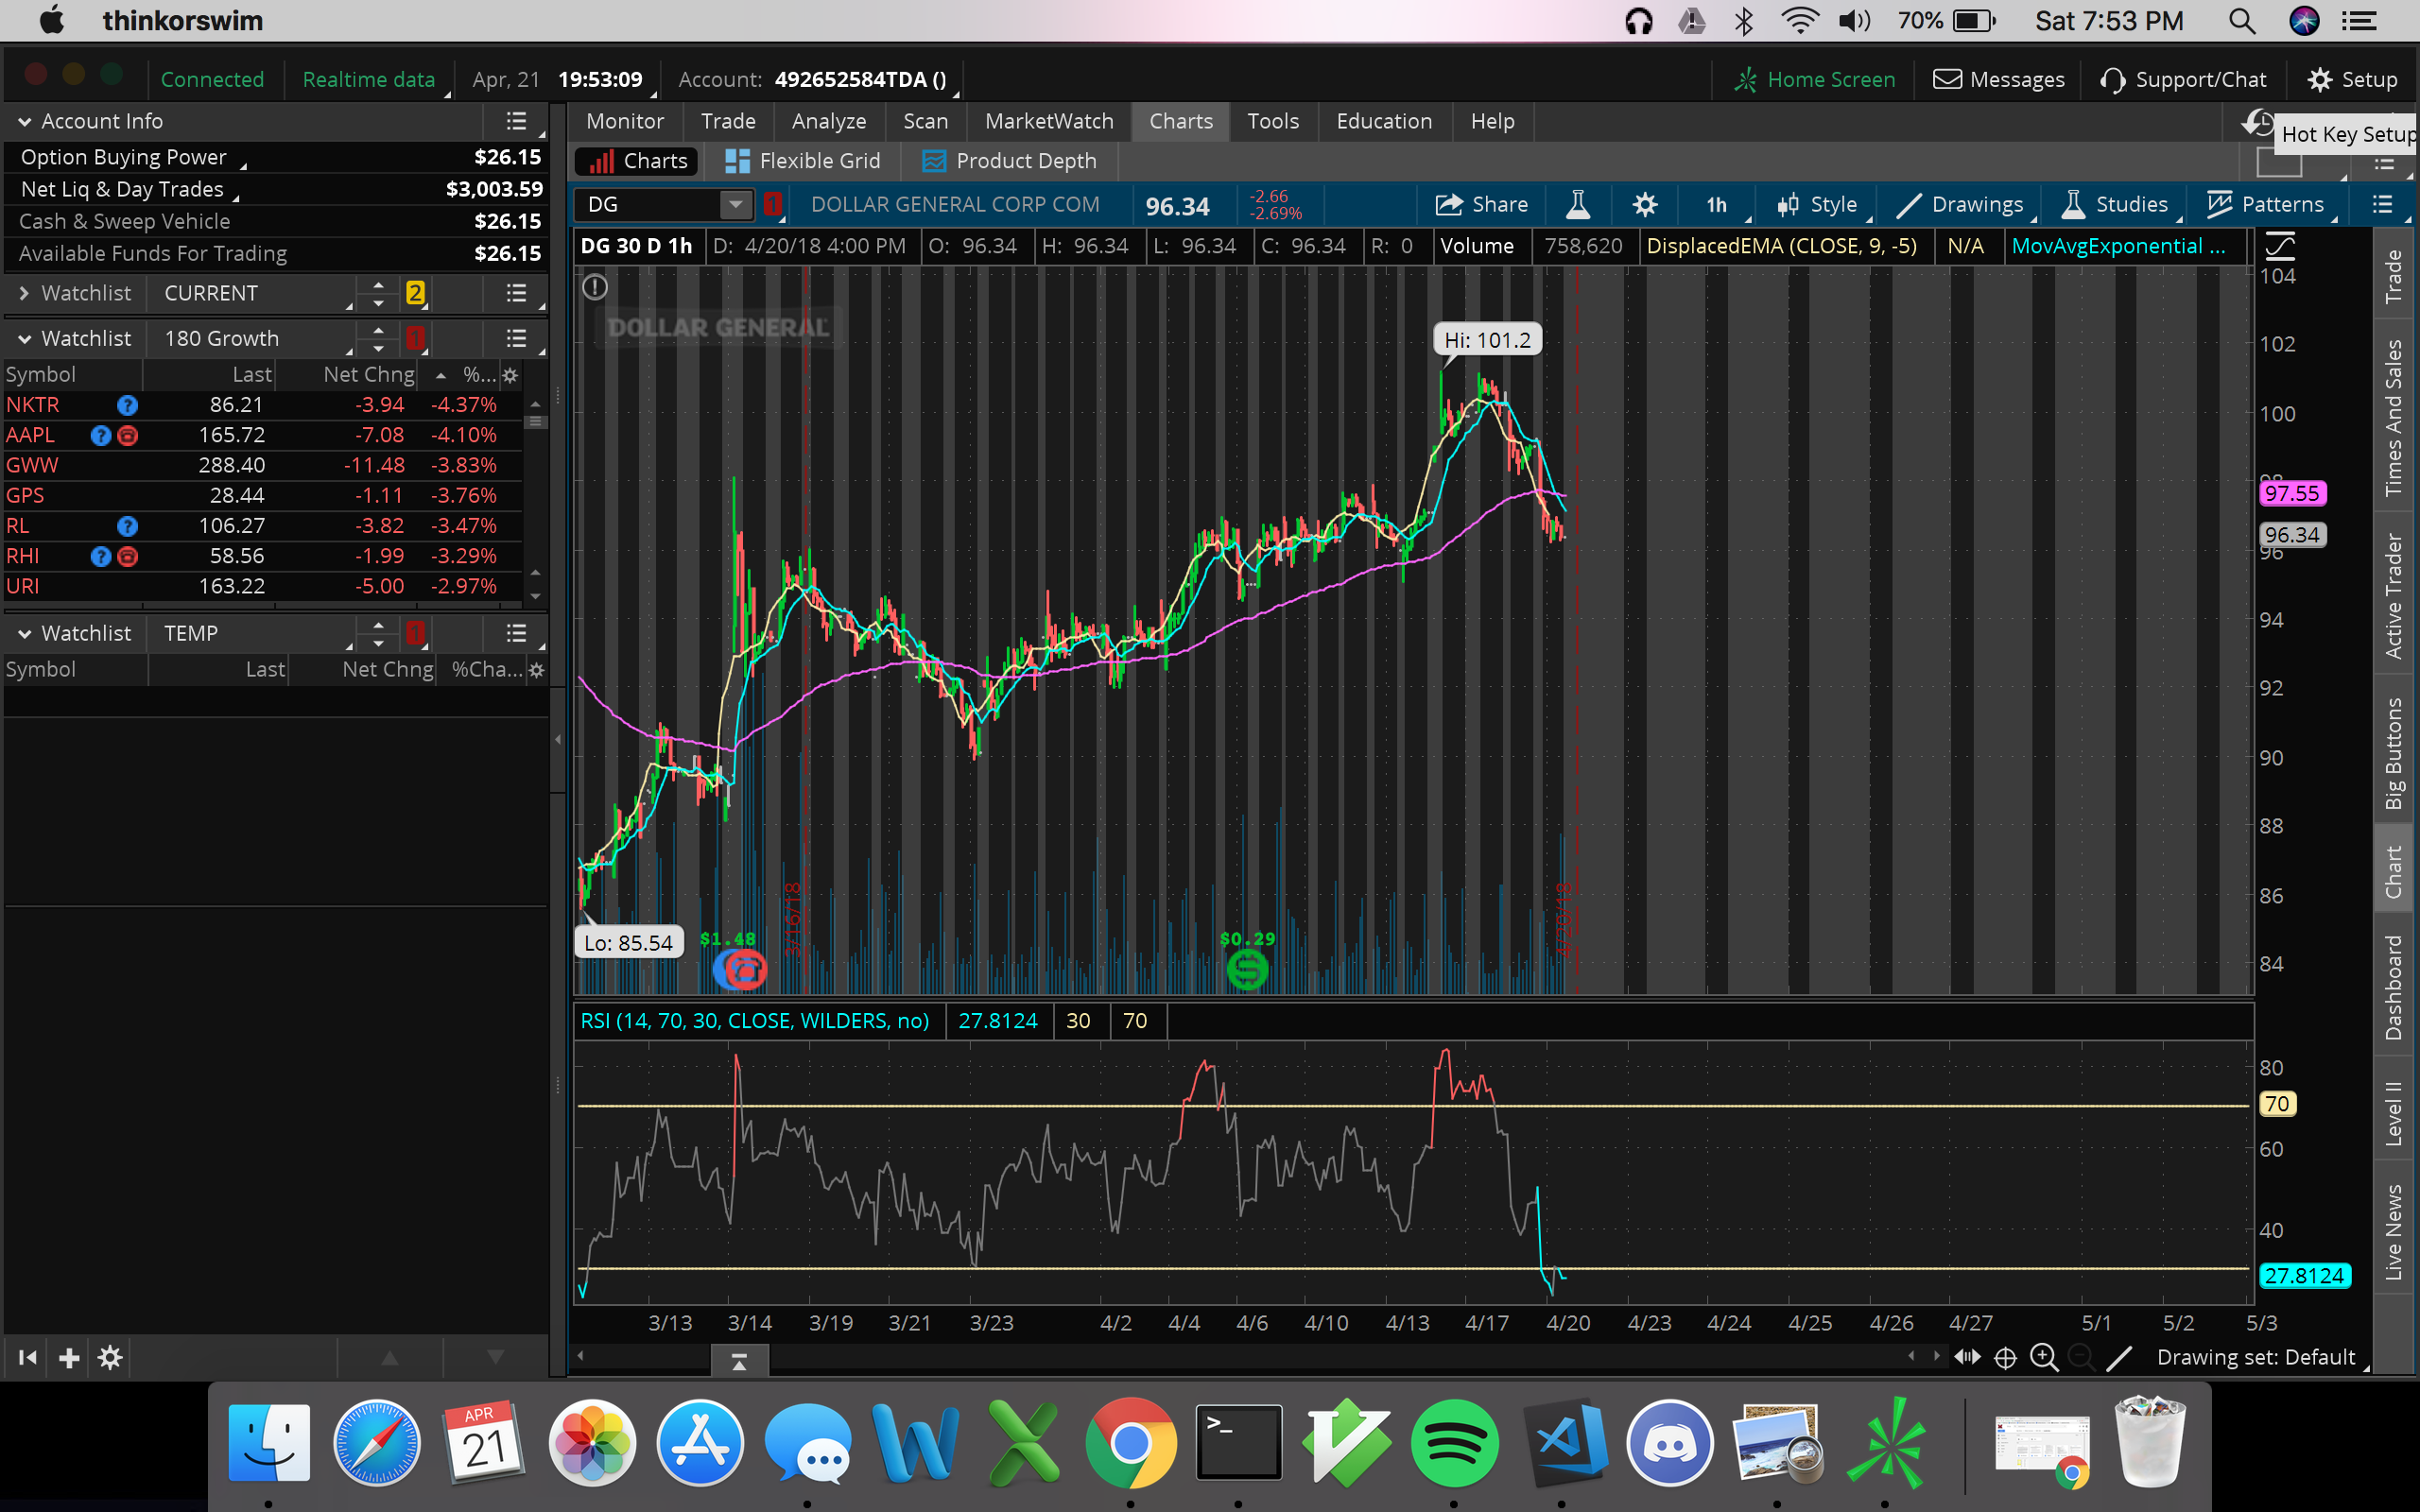 thinkorswim 70% Sat 7:53 PM
Connected Realtime data Apr, 21 19:53:09 Account: 492652584TDA () Home Screen Messages Support/Chat Setup
Account Info
Option Buying Power $26.15
Net Liq & Day Trades $3,003.59
Cash & Sweep Vehicle $26.15
Available Funds For Trading $26.15
Watchlist CURRENT 2
Watchlist 180 Growth 1
Symbol Last Net Chng %...
NKTR 86.21 -3.94 -4.37%
AAPL 165.72 -7.08 -4.10%
GWW 288.40 -11.48 -3.83%
GPS 28.44 -1.11 -3.76%
RL 106.27 -3.82 -3.47%
RHI 58.56 -1.99 -3.29%
URI 163.22 -5.00 -2.97%
Watchlist TEMP 1
Symbol Last Net Chng %Cha...
Monitor Trade Analyze Scan MarketWatch Charts Tools Education Help
Hot Key Setup
Charts Flexible Grid Product Depth
DG 1 DOLLAR GENERAL CORP COM 96.34 -2.66 -2.69% Share 1h Style Drawings Studies Patterns
DG 30 D 1h D: 4/20/18 4:00 PM O: 96.34 H: 96.34 L: 96.34 C: 96.34 R: 0 Volume 758,620 DisplacedEMA (CLOSE, 9, -5) N/A MovAvgExponential ...
DOLLAR GENERAL
Hi: 101.2
Lo: 85.54
$1.48
$0.29
3/16/18
4/20/18
104
102
100
98
97.55
96.34
96
94
92
90
88
86
84
RSI (14, 70, 30, CLOSE, WILDERS, no) 27.8124 30 70
80
70
60
40
27.8124
3/13 3/14 3/19 3/21 3/23 4/2 4/4 4/6 4/10 4/13 4/17 4/20 4/23 4/24 4/25 4/26 4/27 5/1 5/2 5/3
Drawing set: Default
Trade
Times And Sales
Active Trader
Big Buttons
Chart
Dashboard
Level II
Live News
APR
21